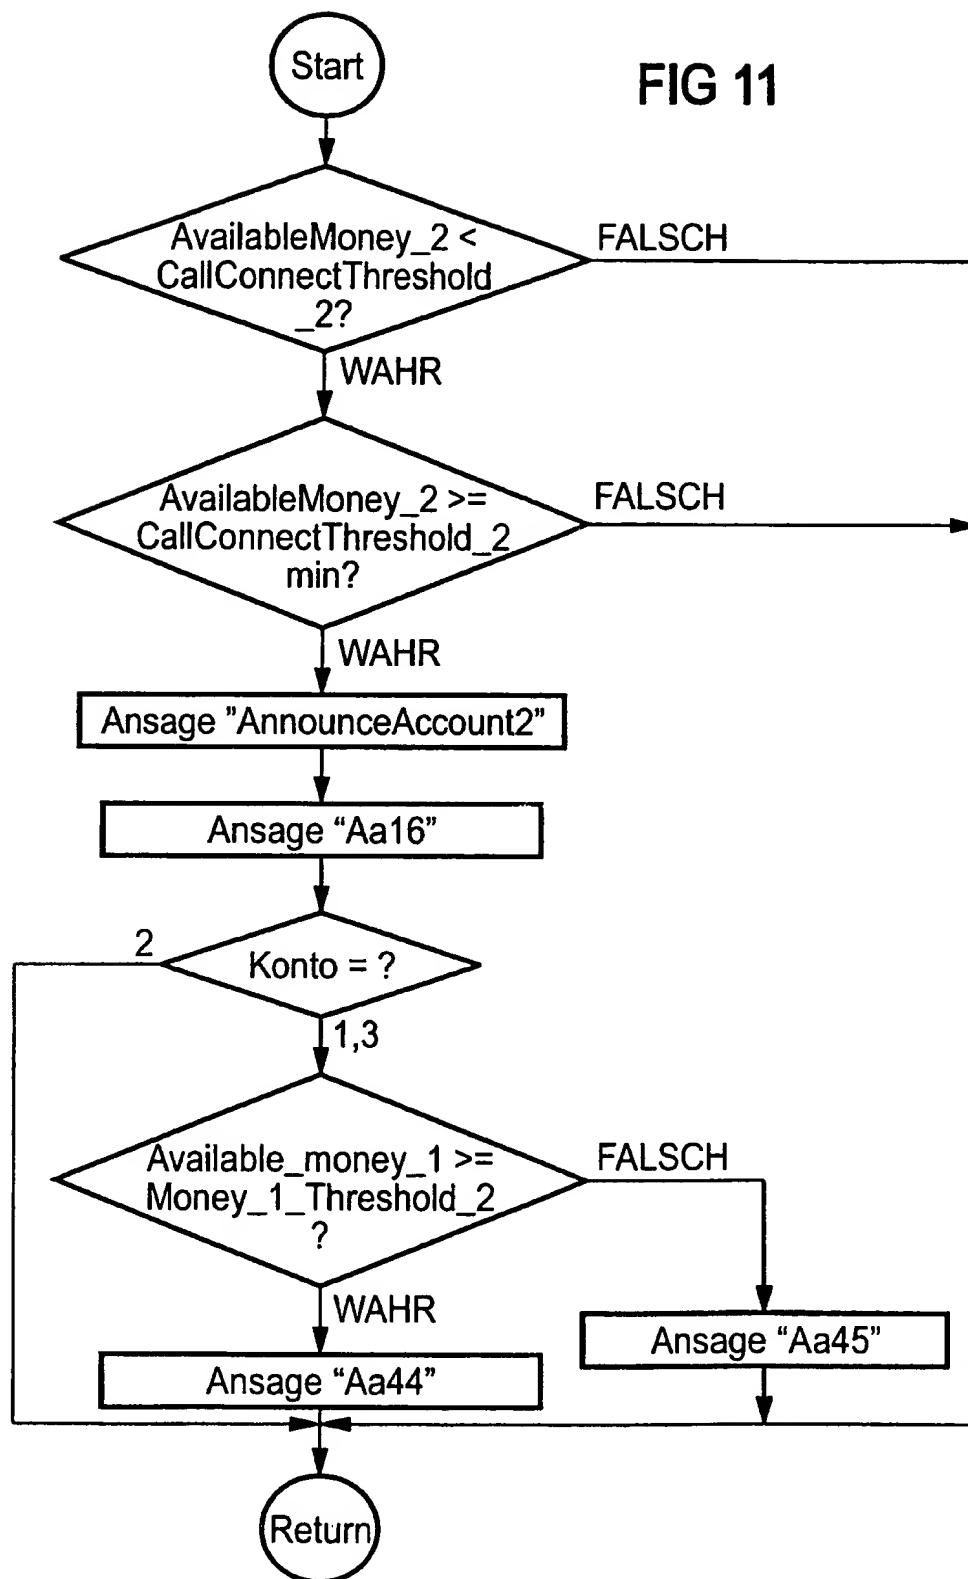 Start
FIG 11
AvailableMoney_2 <
CallConnectThreshold
_2?
FALSCH
WAHR
AvailableMoney_2 >=
CallConnectThreshold_2
min?
FALSCH
WAHR
Ansage "AnnounceAccount2"
Ansage “Aa16”
2
Konto = ?
1,3
Available_money_1 >=
Money_1_Threshold_2
?
FALSCH
WAHR
Ansage “Aa45”
Ansage “Aa44”
Return